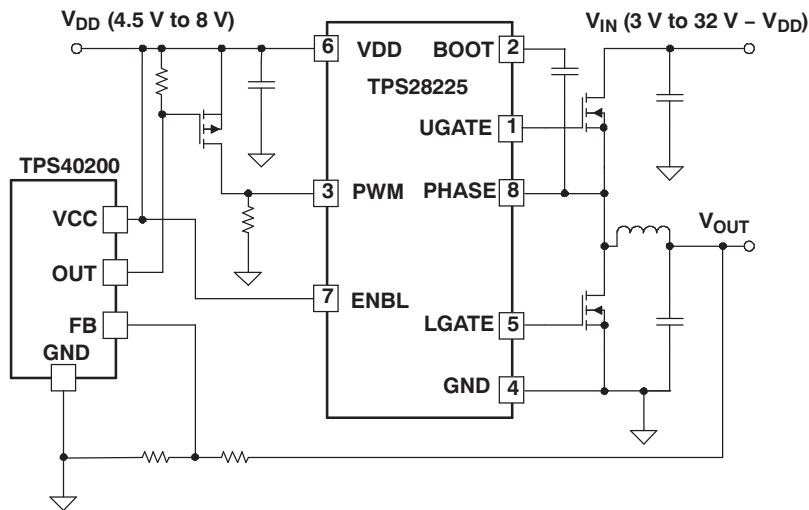 VDD (4.5 V to 8 V)
VIN (3 V to 32 V – VDD)
6 VDD BOOT 2
TPS28225
UGATE 1
TPS40200
3 PWM PHASE 8
VCC
VOUT
OUT
7 ENBL
FB
LGATE 5
GND
GND 4